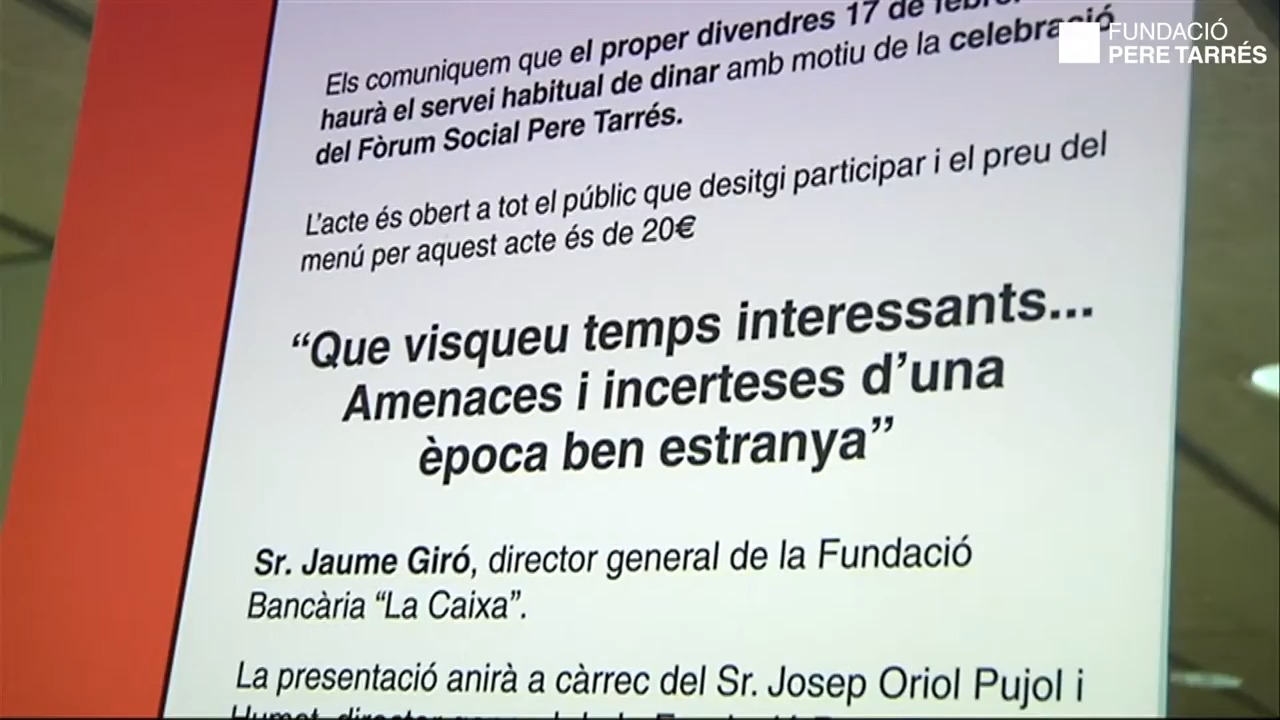 FUNDACIÓ
PERE TARRÉS
Els comuniquem que el proper divendres 17 de
haurà el servei habitual de dinar amb motiu de la celebració
del Fòrum Social Pere Tarrés.
L'acte és obert a tot el públic que desitgi participar i el preu del
menú per aquest acte és de 20€
“Que visqueu temps interessants...
Amenaces i incerteses d’una
època ben estranya”
Sr. Jaume Giró, director general de la Fundació
Bancària “La Caixa”.
La presentació anirà a càrrec del Sr. Josep Oriol Pujol i